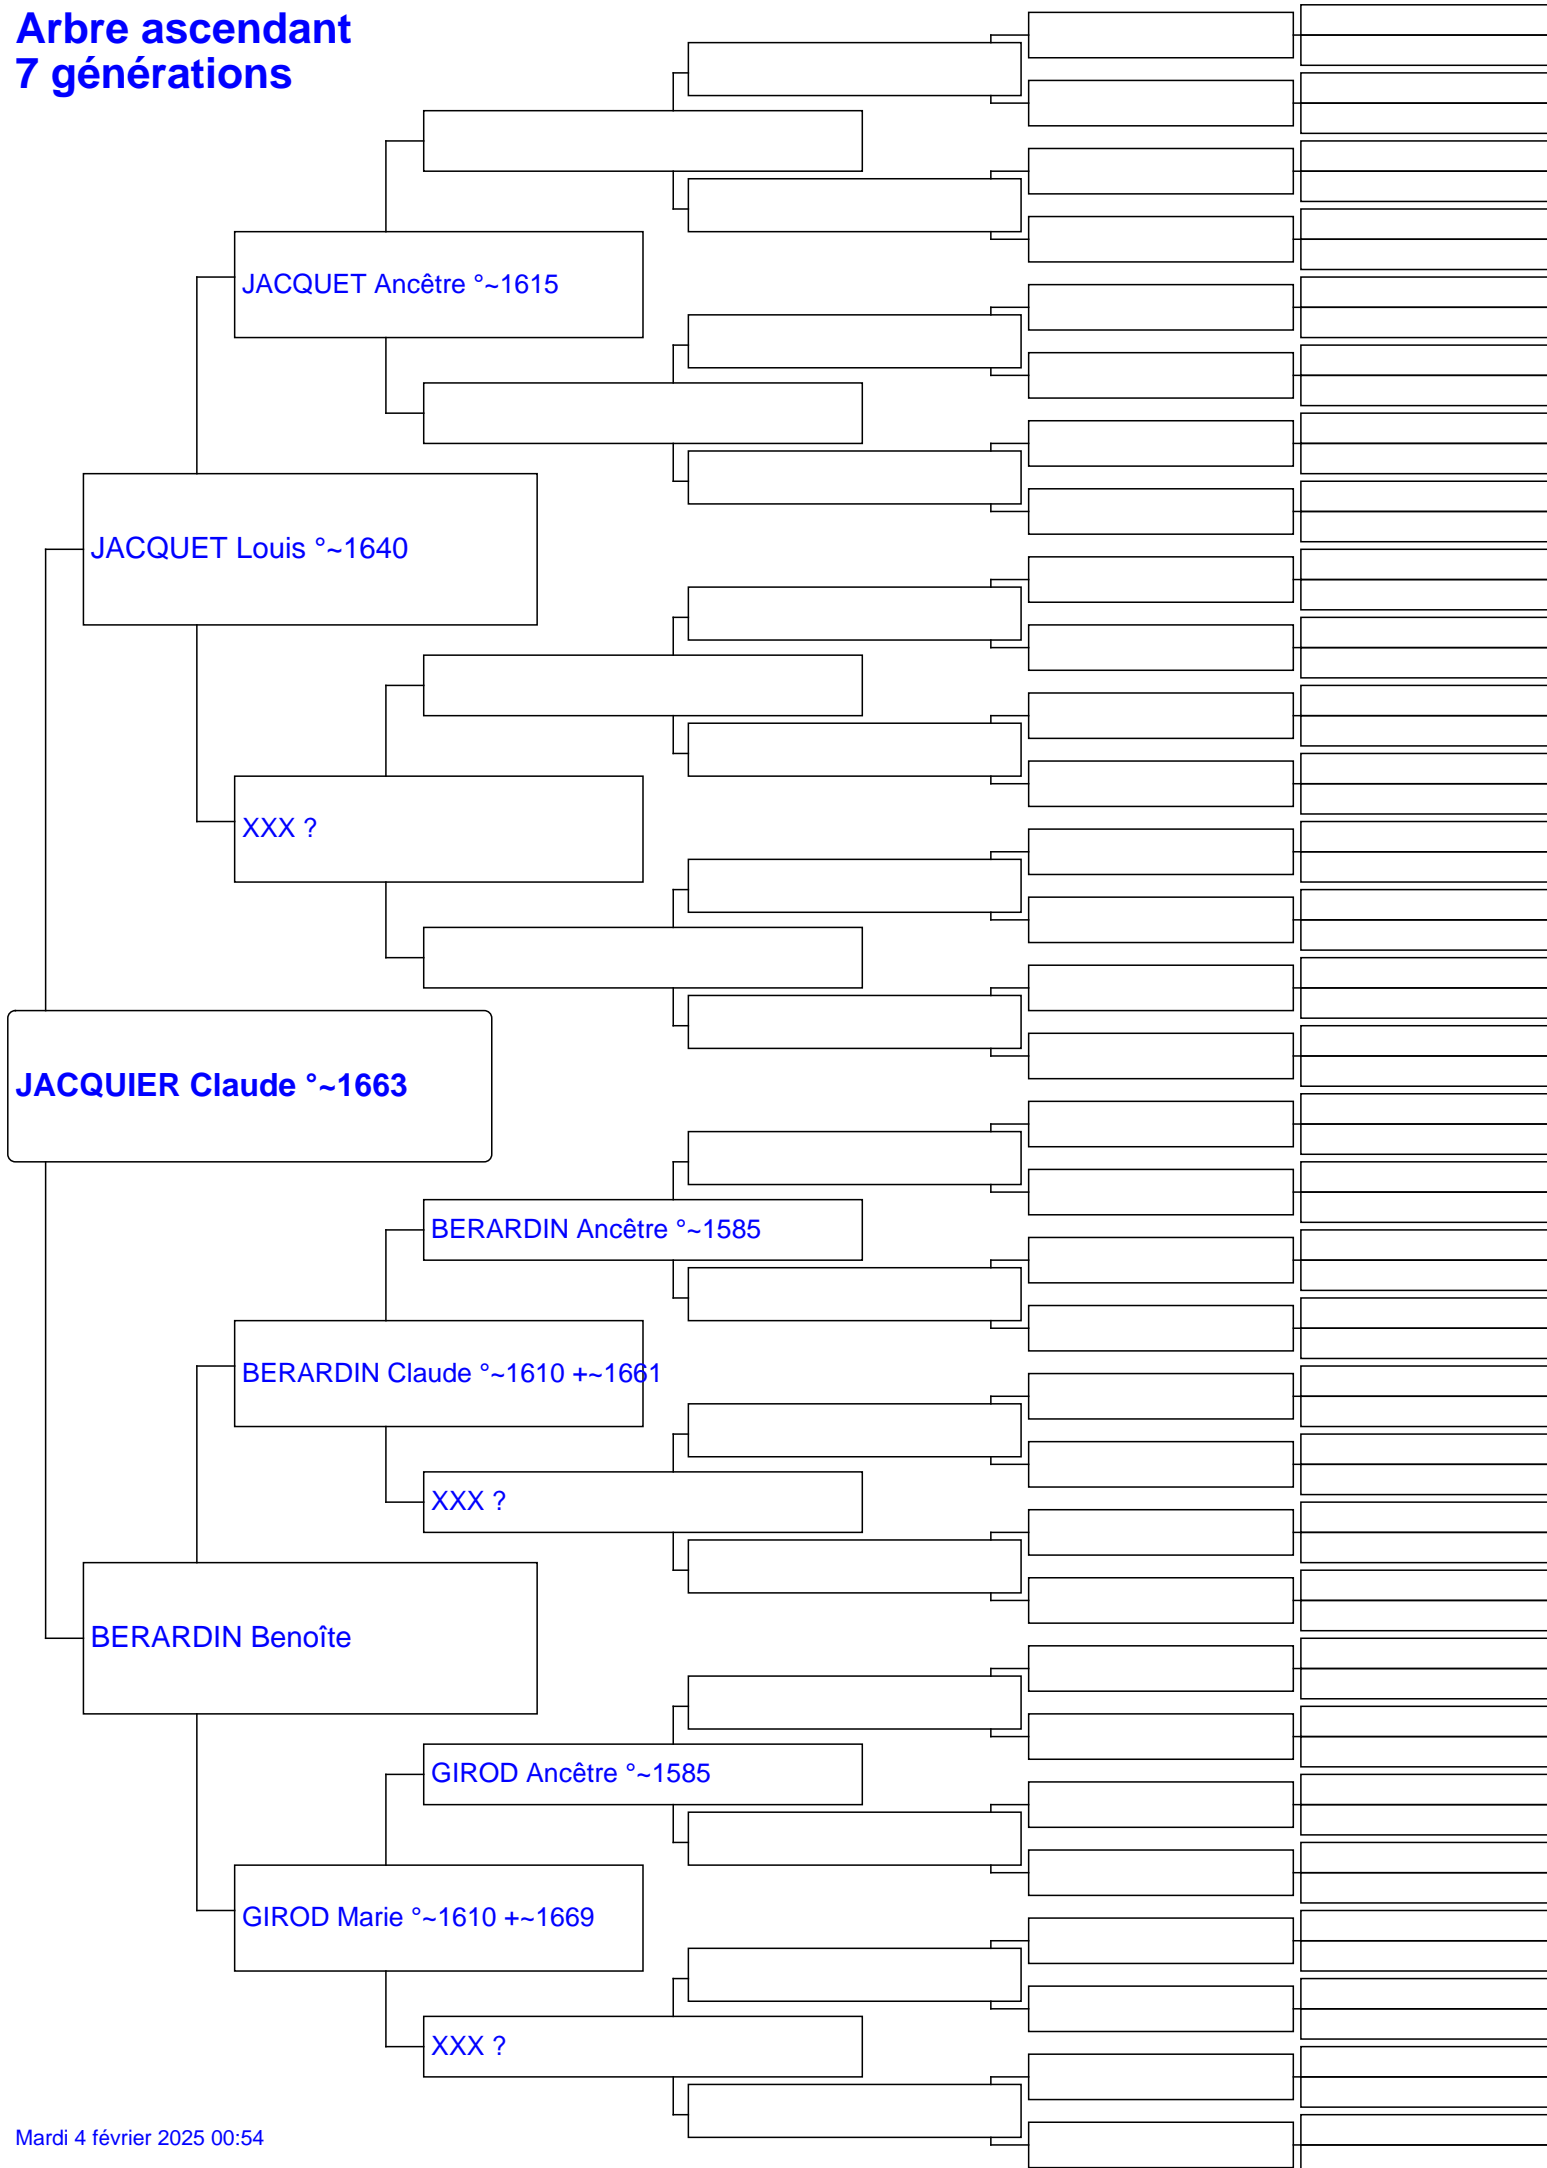 Arbre ascendant
7 générations
JACQUET Ancêtre °~1615
JACQUET Louis °~1640
XXX ?
JACQUIER Claude °~1663
BERARDIN Ancêtre °~1585
BERARDIN Claude °~1610 +~1661
XXX ?
BERARDIN Benoîte
GIROD Ancêtre °~1585
GIROD Marie °~1610 +~1669
XXX ?
Mardi 4 février 2025 00:54